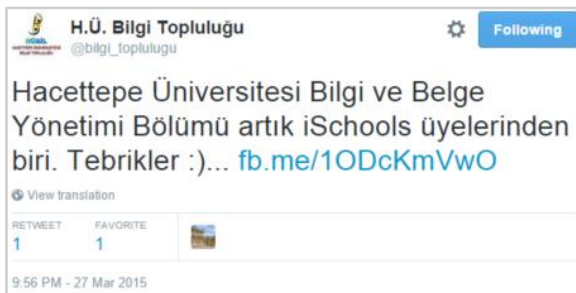 H.Ü. Bilgi Topluluğu
@bilgi_toplulugu
Following
Hacettepe Üniversitesi Bilgi ve Belge
Yönetimi Bölümü artık iSchools üyelerinden
biri. Tebrikler :)... fb.me/1ODcKmVwO
View translation
RETWEET FAVORITE
1 1
9:56 PM - 27 Mar 2015